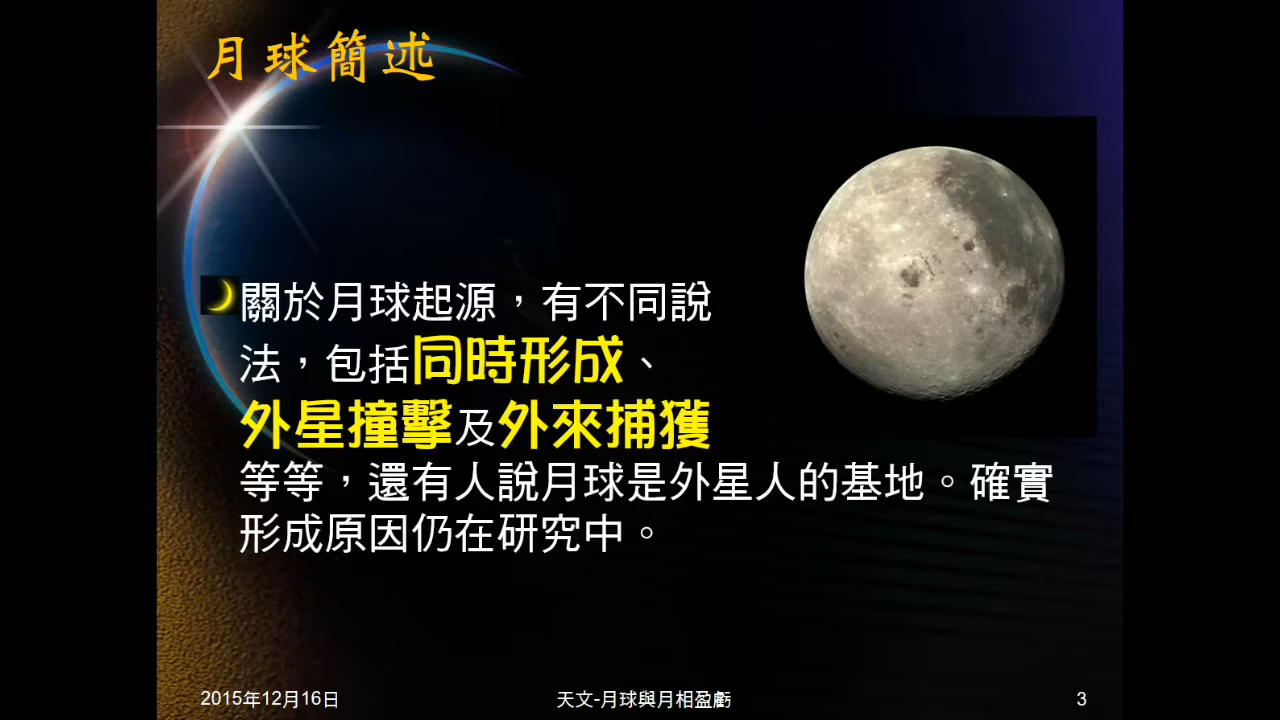 月球簡述
關於月球起源，有不同說
法，包括同時形成、
外星撞擊及外來捕獲
等等，還有人說月球是外星人的基地。確實
形成原因仍在研究中。
2015年12月16日
天文-月球與月相盈虧
3